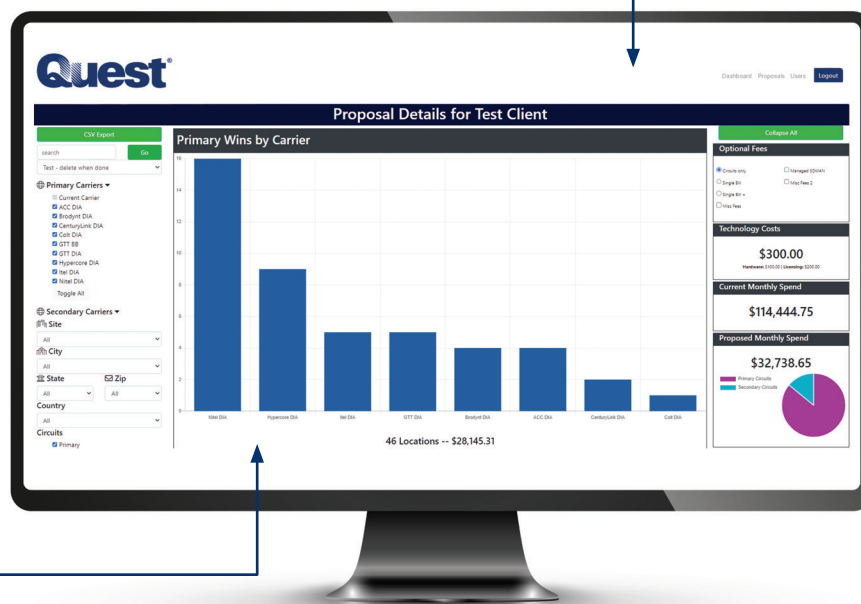 Quest®
Dashboard Proposals Users Logout
Proposal Details for Test Client
CSV Export
search Go
Test - delete when done
Primary Carriers
Current Carrier
ACC DIA
Brodynt DIA
CenturyLink DIA
Colt DIA
GTT BB
GTT DIA
Hypercore DIA
Itel DIA
Nitel DIA
Toggle All
Secondary Carriers
Site
All
City
All
State Zip
All All
Country
All
Circuits
Primary
Primary Wins by Carrier
16
14
12
10
8
6
4
2
0
Nitel DIA Hypercore DIA Itel DIA GTT DIA Brodynt DIA ACC DIA CenturyLink DIA Colt DIA
46 Locations -- $28,145.31
Collapse All
Optional Fees
Circuits only Managed SDWAN
Single Bill Misc Fees 2
Single Bill +
Misc Fees
Technology Costs
$300.00
Hardware: $100.00 | Licensing: $200.00
Current Monthly Spend
$114,444.75
Proposed Monthly Spend
$32,738.65
Primary Circuits
Secondary Circuits